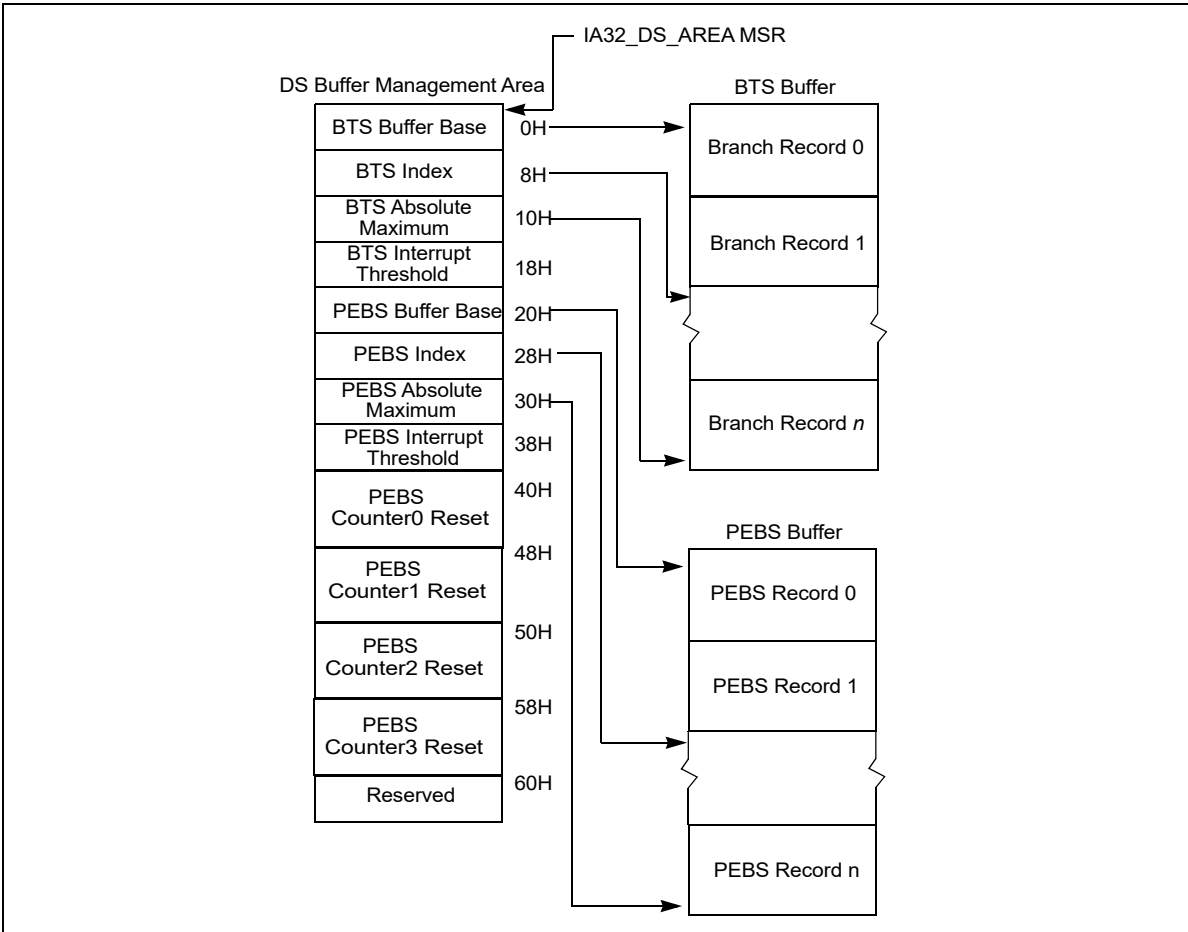 IA32_DS_AREA MSR
DS Buffer Management Area
BTS Buffer Base
0H
BTS Index
8H
BTS Absolute
Maximum
10H
BTS Interrupt
Threshold
18H
PEBS Buffer Base
20H
PEBS Index
28H
PEBS Absolute
Maximum
30H
PEBS Interrupt
Threshold
38H
PEBS
Counter0 Reset
40H
PEBS
Counter1 Reset
48H
PEBS
Counter2 Reset
50H
PEBS
Counter3 Reset
58H
Reserved
60H
BTS Buffer
Branch Record 0
Branch Record 1
Branch Record n
PEBS Buffer
PEBS Record 0
PEBS Record 1
PEBS Record n